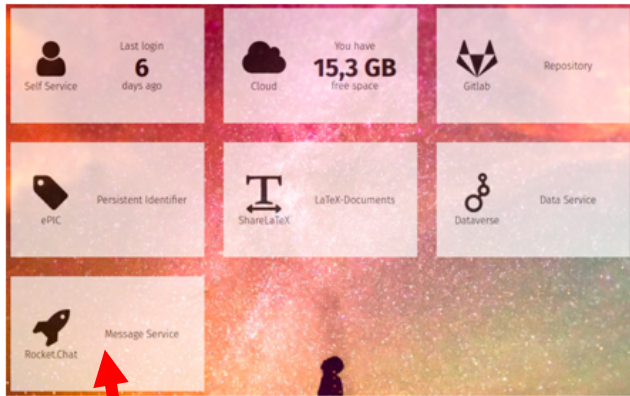 Self Service
Last login
6
days ago
Cloud
You have
15,3 GB
free space
Gitlab
Repository
ePIC
Persistent Identifier
ShareLaTeX
LaTeX-Documents
Dataverse
Data Service
Rocket.Chat
Message Service